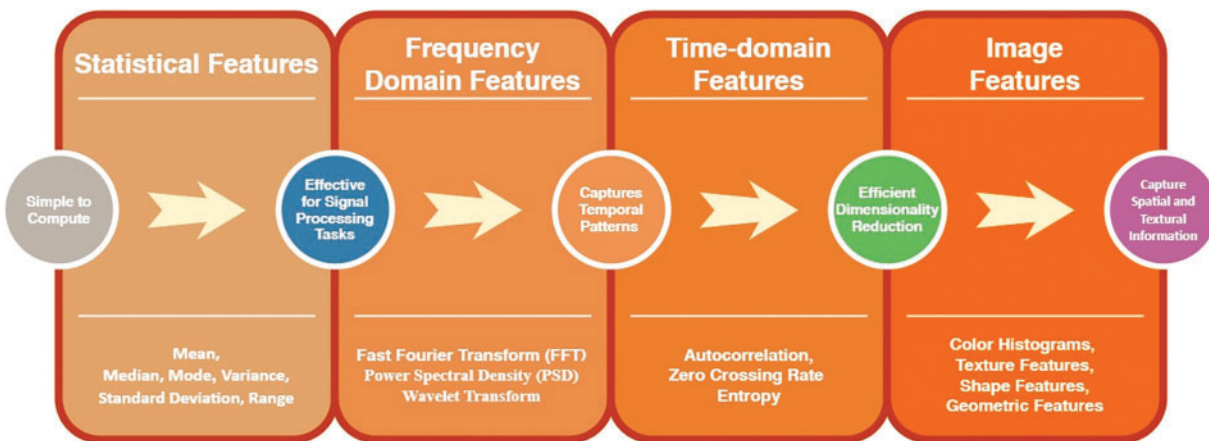 Statistical Features
Frequency
Domain Features
Time-domain
Features
Image
Features
Simple to
Compute
Effective
for Signal
Processing
Tasks
Captures
Temporal
Patterns
Efficient
Dimensionality
Reduction
Capture
Spatial and
Textural
Information
Mean,
Median, Mode, Variance,
Standard Deviation, Range
Fast Fourier Transform (FFT)
Power Spectral Density (PSD)
Wavelet Transform
Autocorrelation,
Zero Crossing Rate
Entropy
Color Histograms,
Texture Features,
Shape Features,
Geometric Features